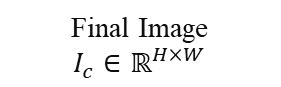 Final Image
I_c ∈ ℝ^{H×W}